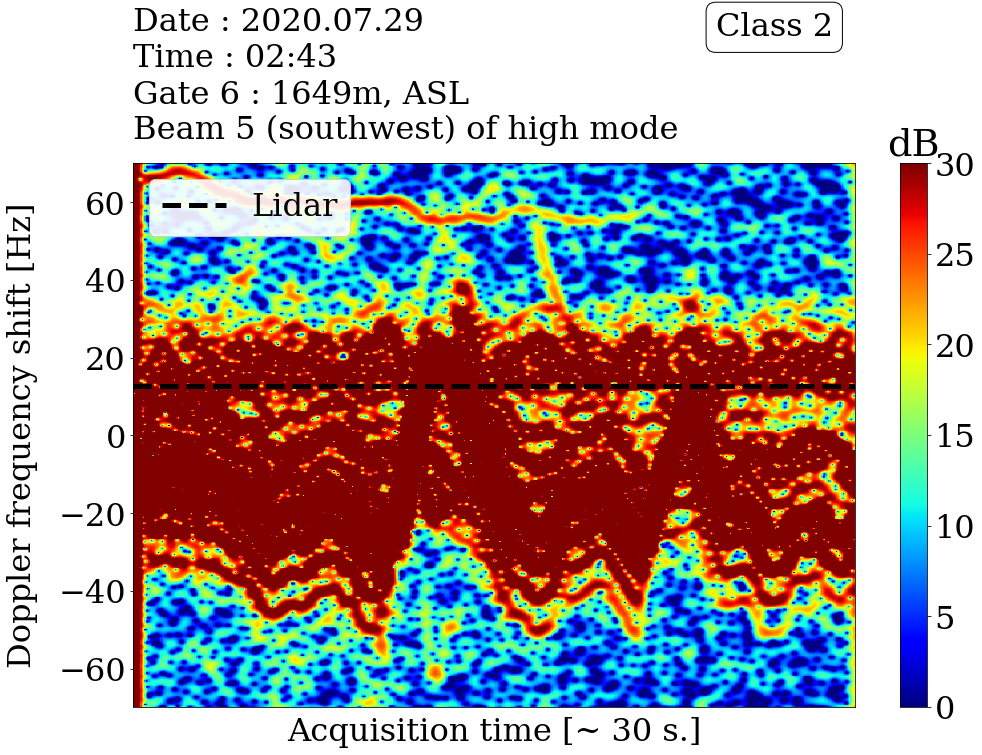 Date : 2020.07.29
Time : 02:43
Gate 6 : 1649m, ASL
Beam 5 (southwest) of high mode
Class 2
dB
Lidar
Doppler frequency shift [Hz]
60
40
20
0
−20
−40
−60
30
25
20
15
10
5
0
Acquisition time [~ 30 s.]